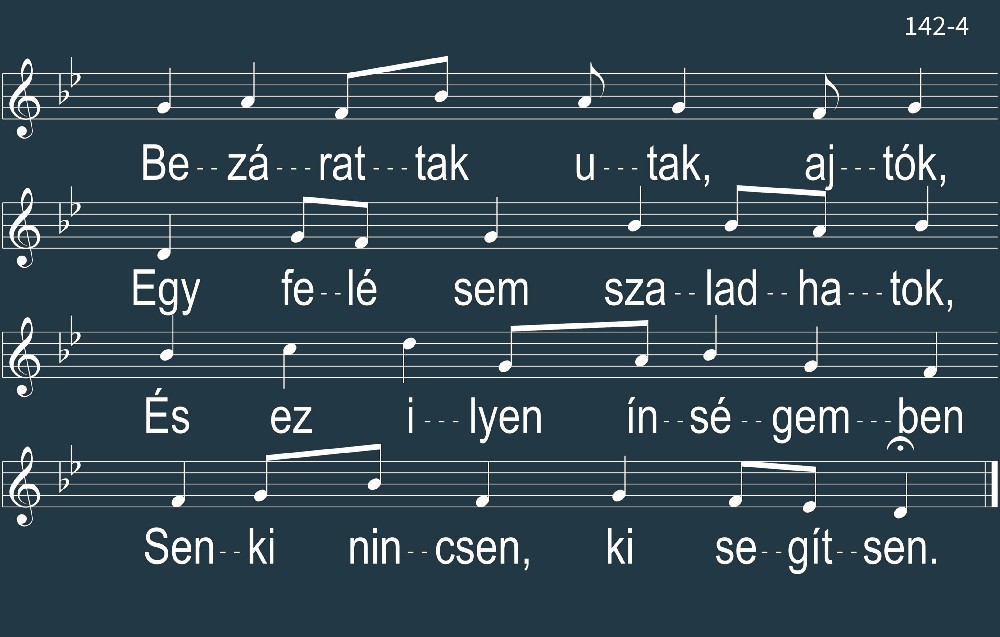 142-4
Be--zá---rat---tak u---tak, aj---tók,
Egy fe--lé sem sza--lad--ha---tok,
És ez i---lyen ín--sé--gem---ben
Sen--ki nin--csen, ki se--gít--sen.